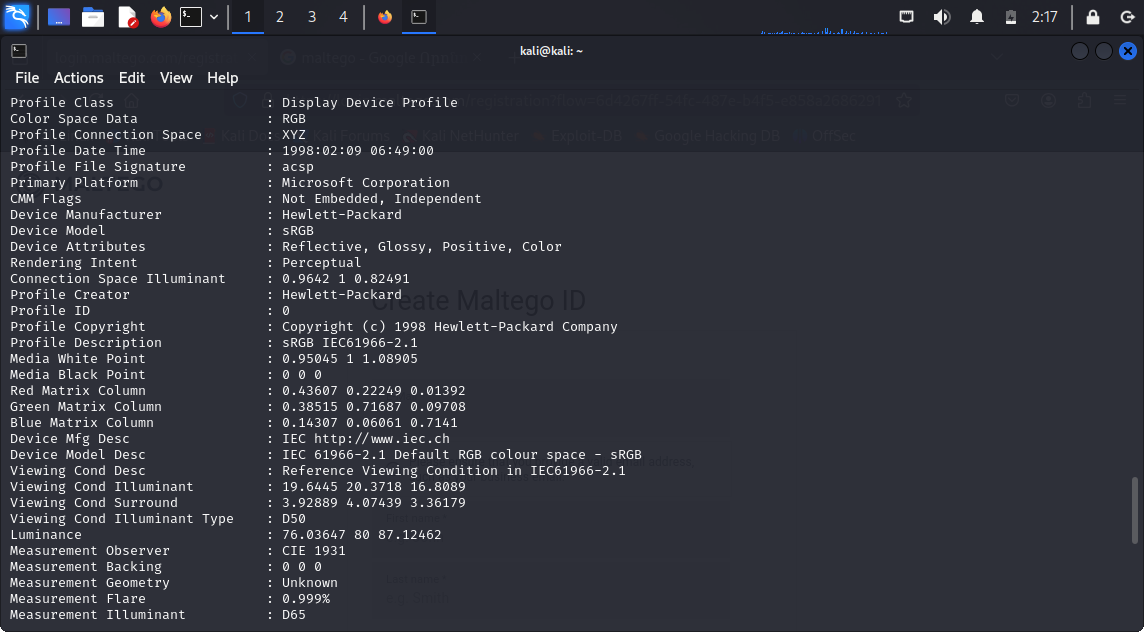 1 2 3 4 2:17
kali@kali: ~
File Actions Edit View Help
Profile Class : Display Device Profile
Color Space Data : RGB
Profile Connection Space : XYZ
Profile Date Time : 1998:02:09 06:49:00
Profile File Signature : acsp
Primary Platform : Microsoft Corporation
CMM Flags : Not Embedded, Independent
Device Manufacturer : Hewlett-Packard
Device Model : sRGB
Device Attributes : Reflective, Glossy, Positive, Color
Rendering Intent : Perceptual
Connection Space Illuminant : 0.9642 1 0.82491
Profile Creator : Hewlett-Packard
Create Maltego ID
Profile ID : 0
Profile Copyright : Copyright (c) 1998 Hewlett-Packard Company
Profile Description : sRGB IEC61966-2.1
Media White Point : 0.95045 1 1.08905
Media Black Point : 0 0 0
Red Matrix Column : 0.43607 0.22249 0.01392
Green Matrix Column : 0.38515 0.71687 0.09708
Blue Matrix Column : 0.14307 0.06061 0.7141
Device Mfg Desc : IEC http://www.iec.ch
Device Model Desc : IEC 61966-2.1 Default RGB colour space - sRGB
Viewing Cond Desc : Reference Viewing Condition in IEC61966-2.1
Viewing Cond Illuminant : 19.6445 20.3718 16.8089
Viewing Cond Surround : 3.92889 4.07439 3.36179
Viewing Cond Illuminant Type : D50
Luminance : 76.03647 80 87.12462
Measurement Observer : CIE 1931
Measurement Backing : 0 0 0
Measurement Geometry : Unknown
Measurement Flare : 0.999%
Measurement Illuminant : D65